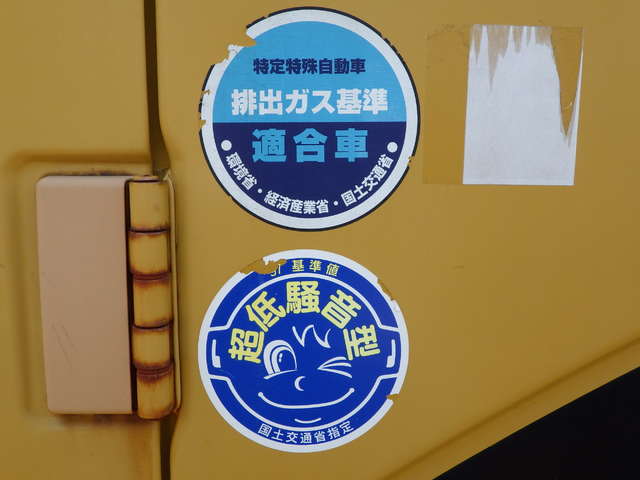 特定特殊自動車
排出ガス基準
適合車
●環境省・経済産業省・国土交通省●
基準値
超低騒音型
国土交通省指定